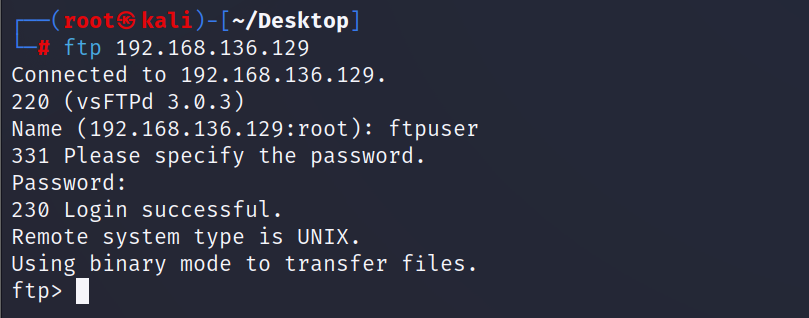 ┌──(root㉿kali)-[~/Desktop]
└─# ftp 192.168.136.129
Connected to 192.168.136.129.
220 (vsFTPd 3.0.3)
Name (192.168.136.129:root): ftpuser
331 Please specify the password.
Password:
230 Login successful.
Remote system type is UNIX.
Using binary mode to transfer files.
ftp>